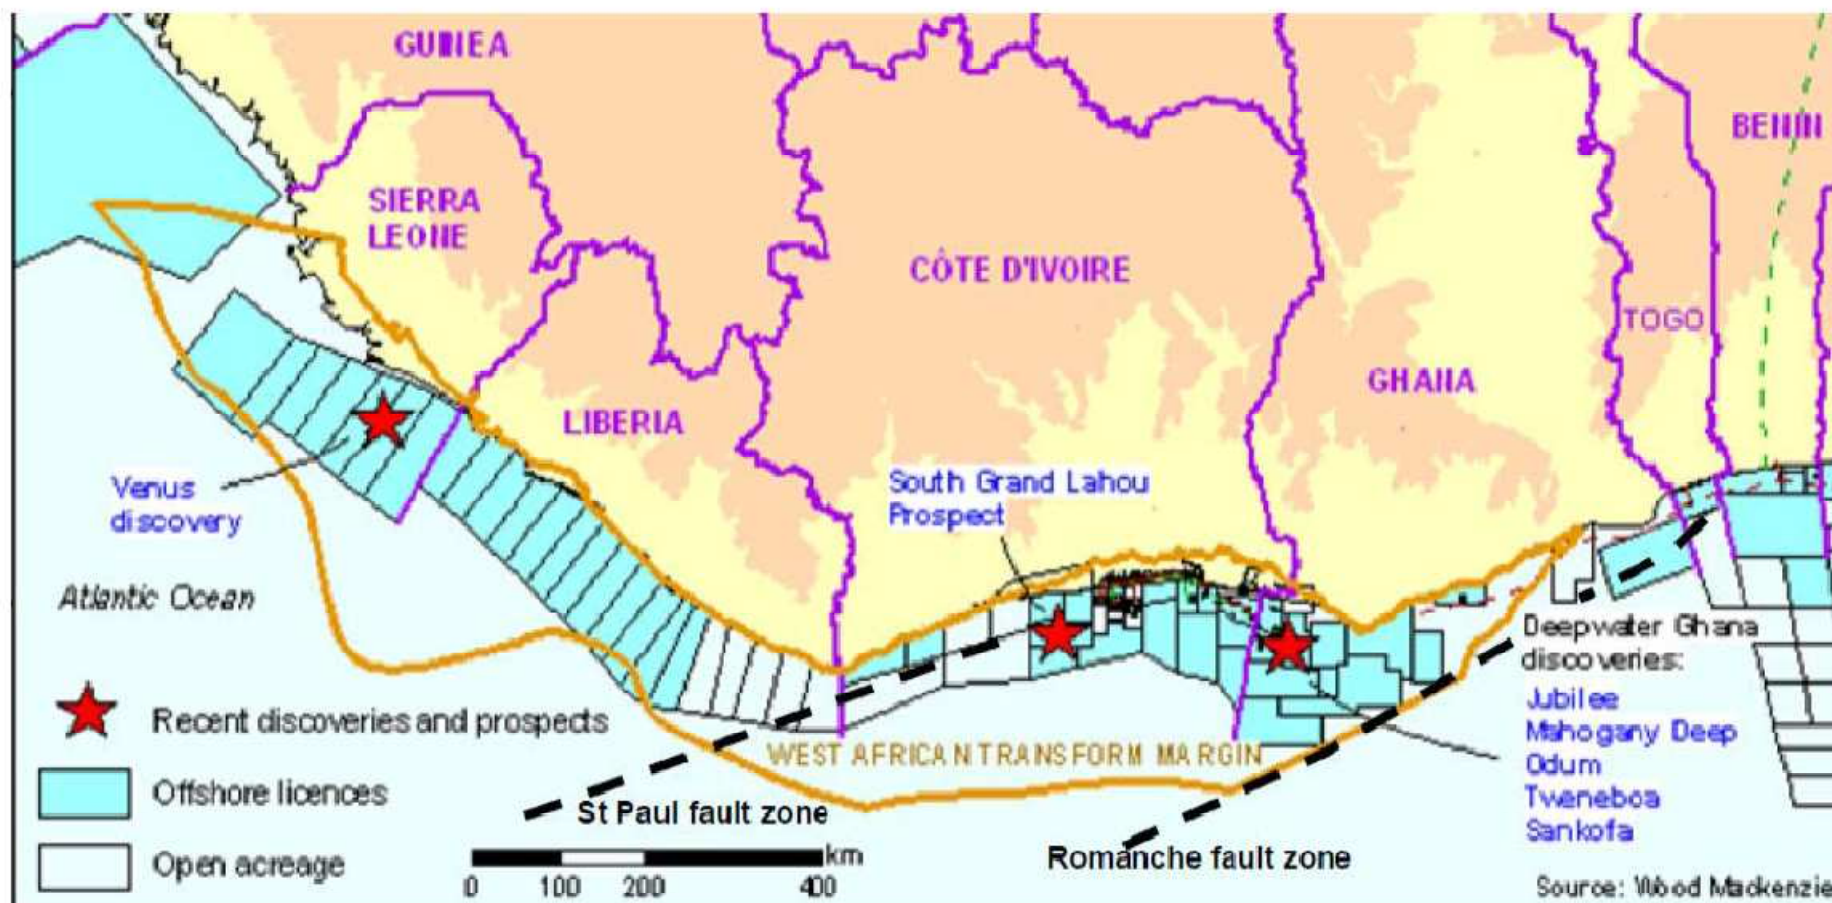 GUINEA
BENIN
SIERRA
LEONE
CÔTE D'IVOIRE
TOGO
GHANA
LIBERIA
Venus
discovery
South Grand Lahou
Prospect
Atlantic Ocean
Deepwater Ghana
discoveries:
Jubilee
Mahogany Deep
Odum
Tweneboa
Sankofa
Recent discoveries and prospects
WEST AFRICAN TRANSFORM MARGIN
Offshore licences
St Paul fault zone
Open acreage
km
0 100 200 400
Romanche fault zone
Source: Wood Mackenzie